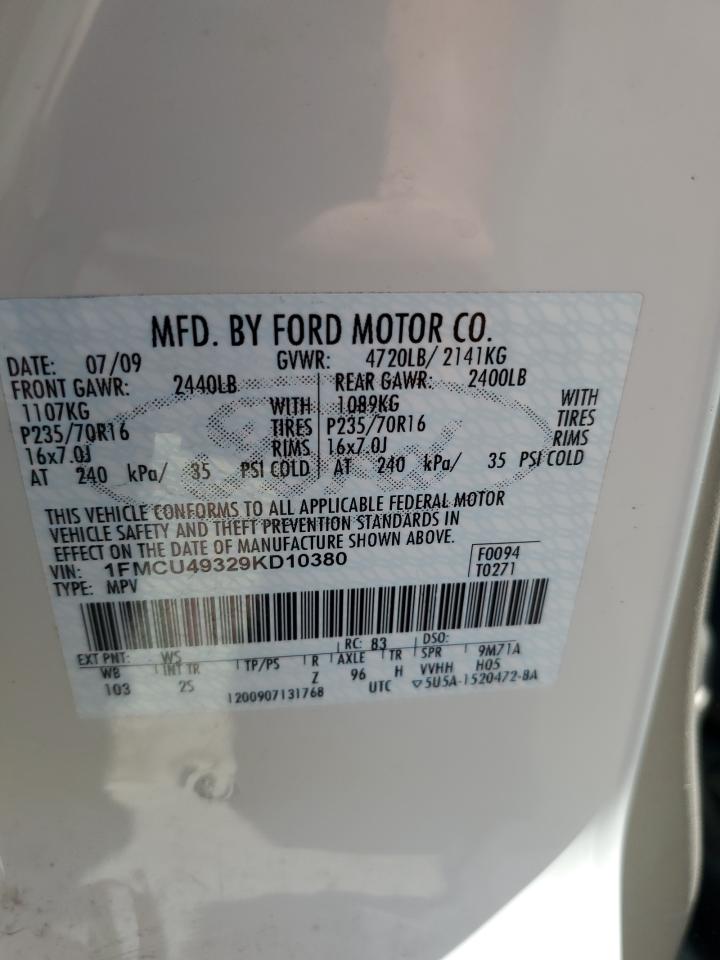 MFD. BY FORD MOTOR CO.
DATE: 07/09 GVWR: 4720LB/ 2141KG
FRONT GAWR: 2440LB REAR GAWR: 2400LB
1107KG WITH 1089KG WITH
P235/70R16 TIRES P235/70R16 TIRES
16x7.0J RIMS 16x7.0J RIMS
AT 240 kPa/ 35 PSI COLD AT 240 kPa/ 35 PSI COLD
THIS VEHICLE CONFORMS TO ALL APPLICABLE FEDERAL MOTOR
VEHICLE SAFETY AND THEFT PREVENTION STANDARDS IN
EFFECT ON THE DATE OF MANUFACTURE SHOWN ABOVE.
VIN: 1FMCU49329KD10380 F0094
TYPE: MPV T0271
EXT PNT: WS RC: 83 DSO:
WB INT TR TP/PS R AXLE TR SPR 9M71A
103 2S Z 96 H VVHH H05
1200907131768 UTC ▽5U5A-1520472-BA